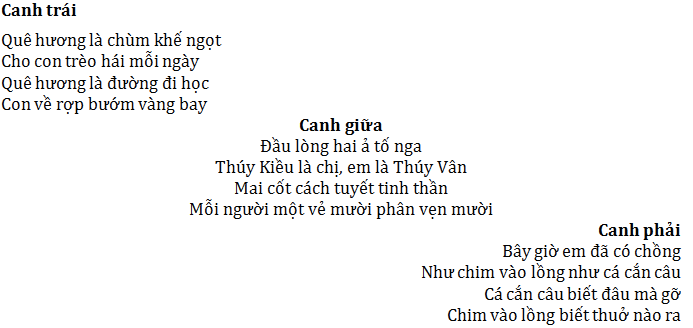 Canh trái
Quê hương là chùm khế ngọt
Cho con trèo hái mỗi ngày
Quê hương là đường đi học
Con về rợp bướm vàng bay
Canh giữa
Đầu lòng hai ả tố nga
Thúy Kiều là chị, em là Thúy Vân
Mai cốt cách tuyết tinh thần
Mỗi người một vẻ mười phân vẹn mười
Canh phải
Bây giờ em đã có chồng
Như chim vào lồng như cá cắn câu
Cá cắn câu biết đâu mà gỡ
Chim vào lồng biết thuở nào ra